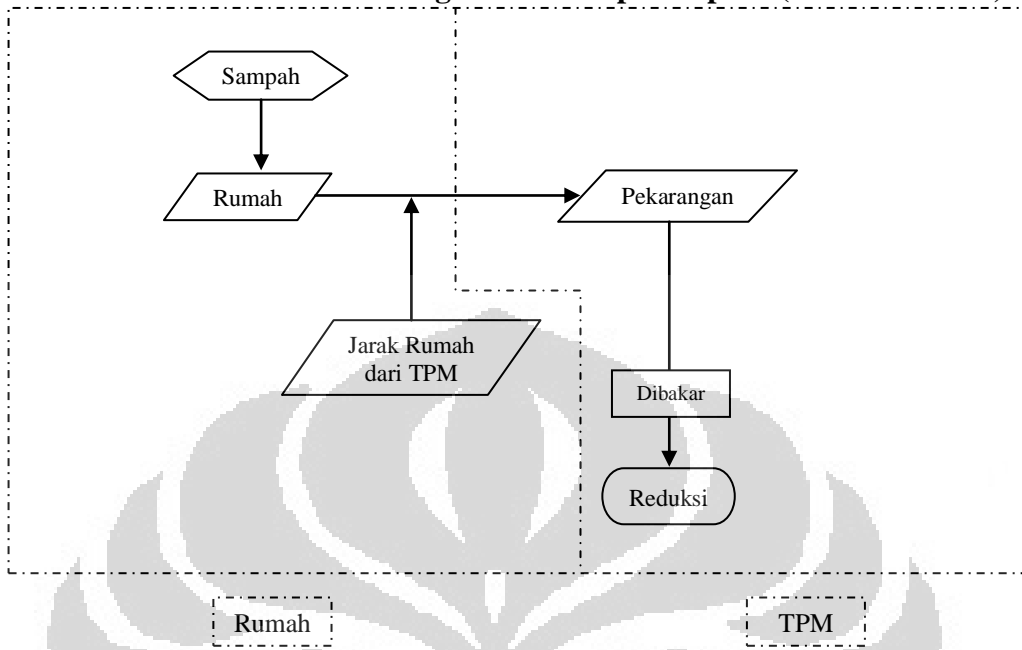 Sampah
Rumah
Pekarangan
Jarak Rumah
dari TPM
Dibakar
Reduksi
Rumah
TPM